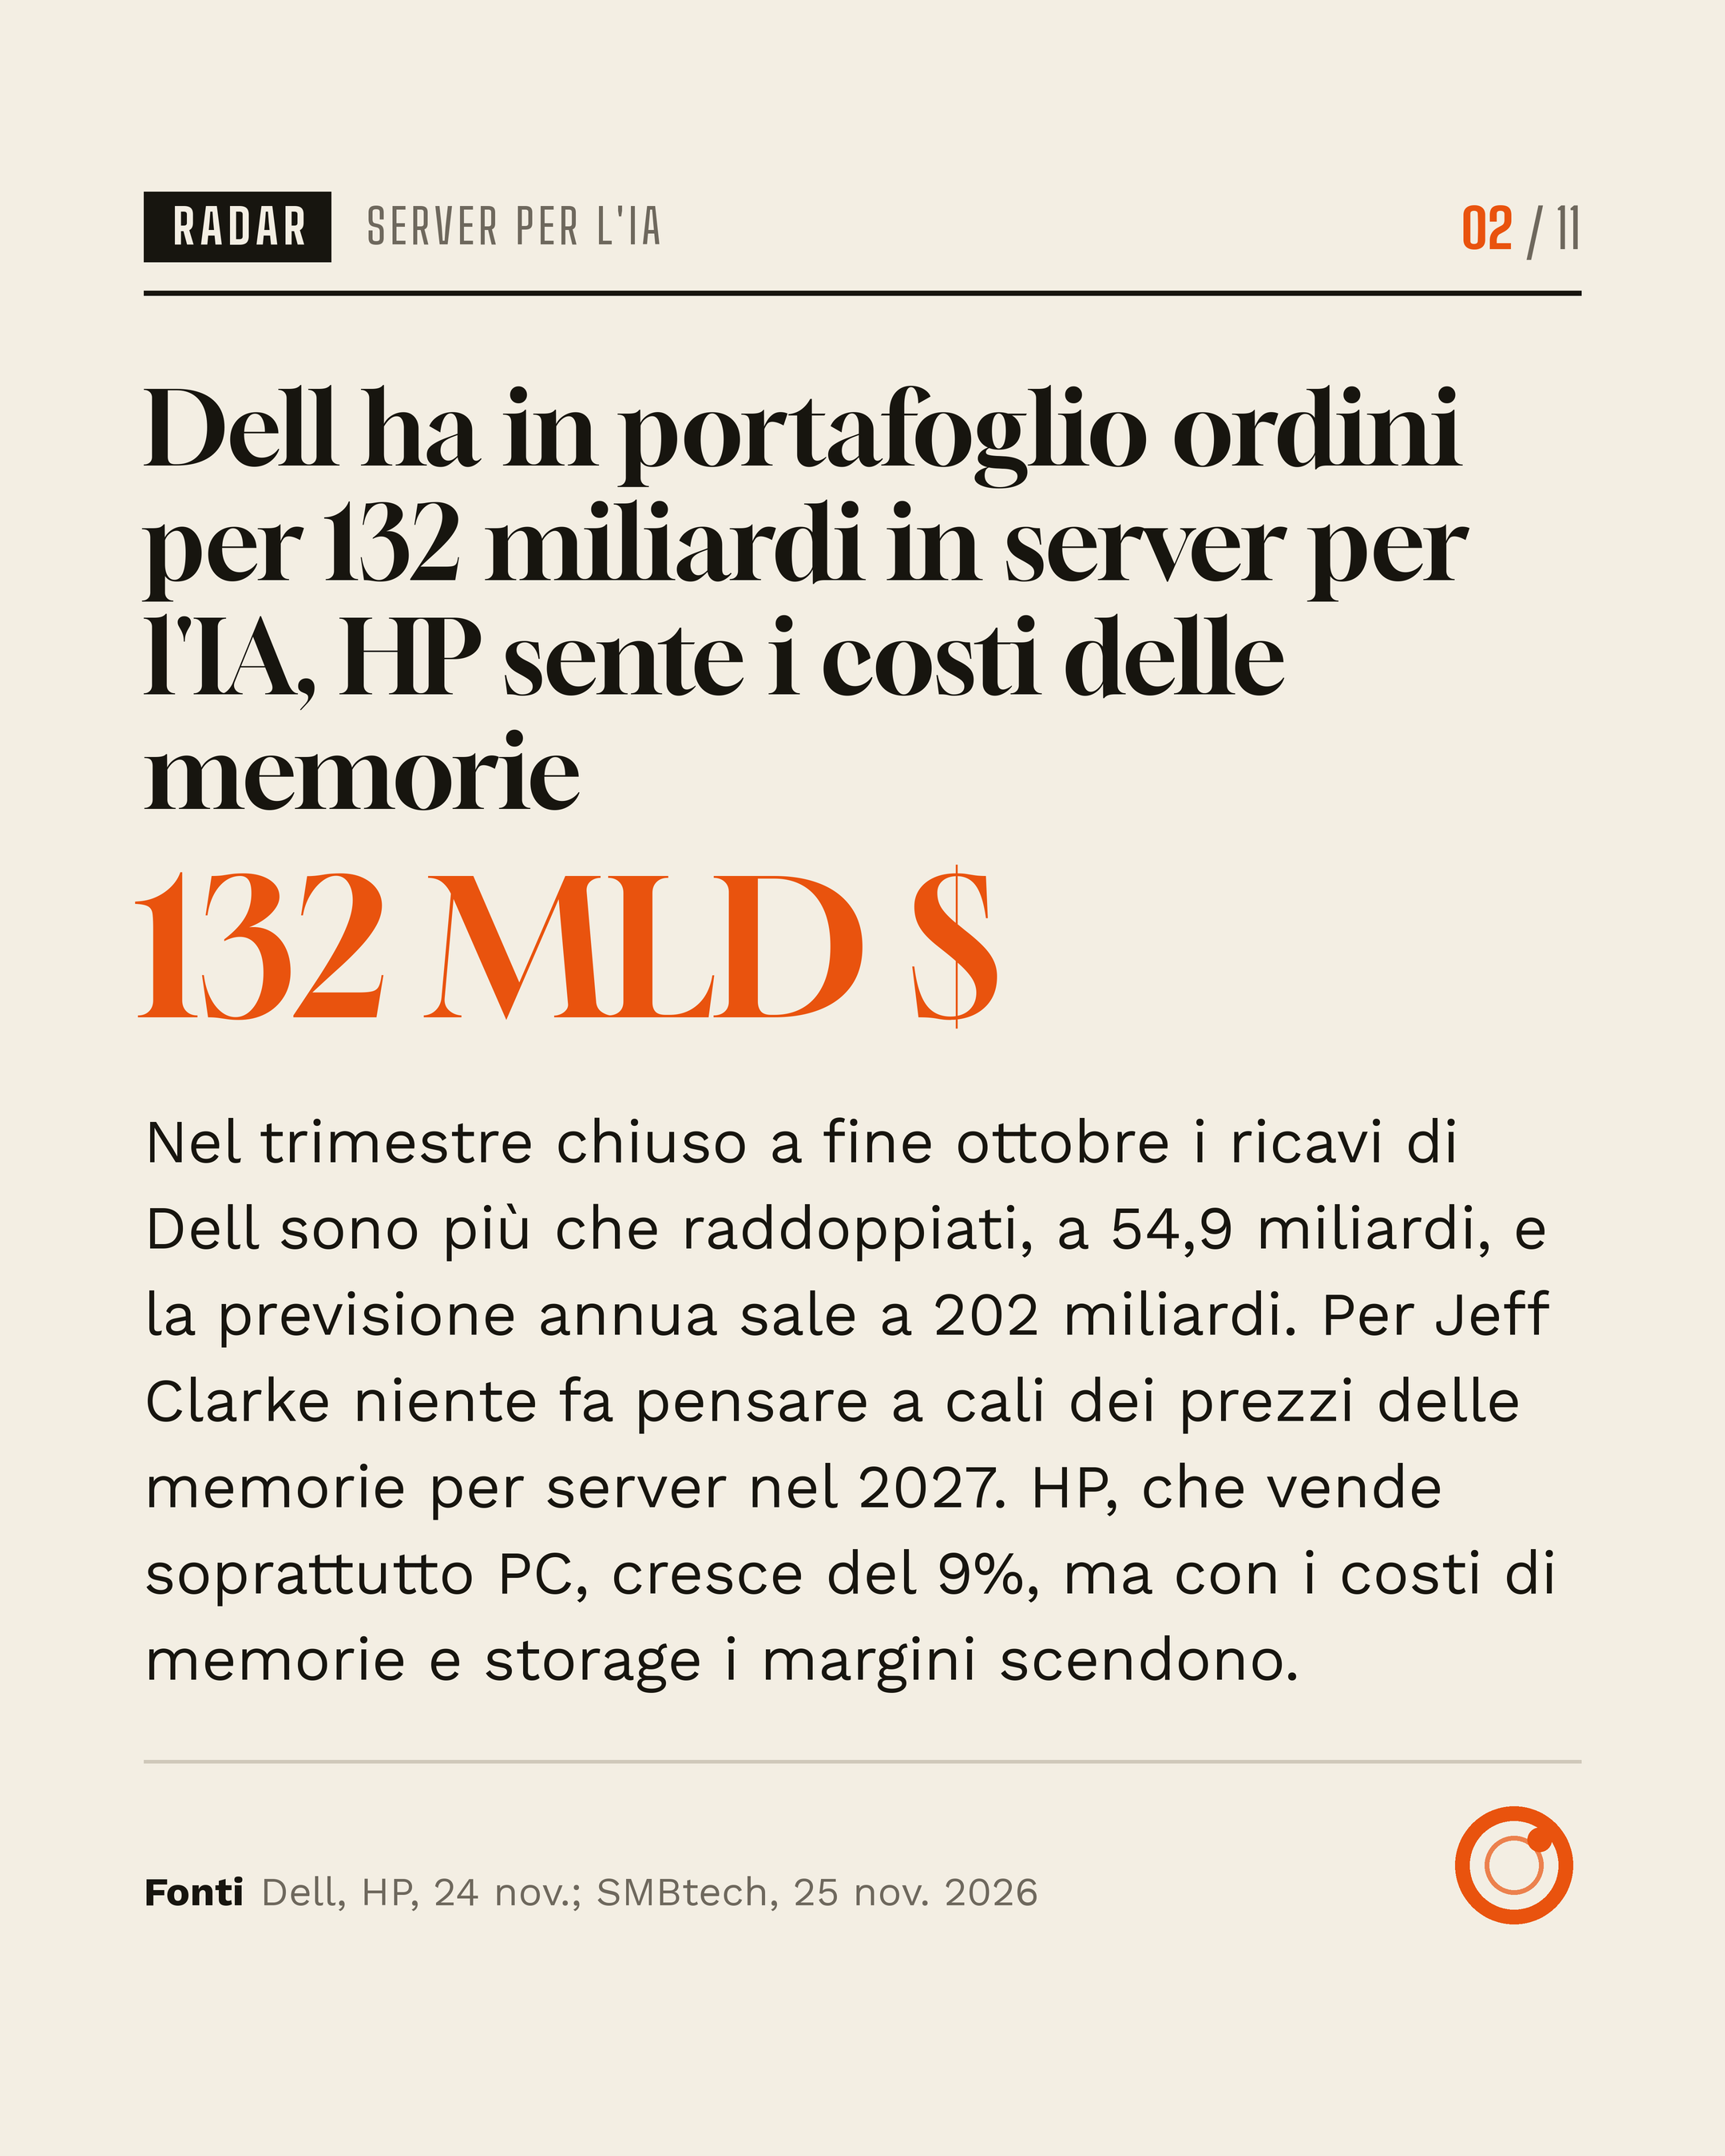 RADAR SERVER PER L'IA 02 / 11
Dell ha in portafoglio ordini
per 132 miliardi in server per
l'IA, HP sente i costi delle
memorie
132 MLD $
Nel trimestre chiuso a fine ottobre i ricavi di
Dell sono più che raddoppiati, a 54,9 miliardi, e
la previsione annua sale a 202 miliardi. Per Jeff
Clarke niente fa pensare a cali dei prezzi delle
memorie per server nel 2027. HP, che vende
soprattutto PC, cresce del 9%, ma con i costi di
memorie e storage i margini scendono.
Fonti Dell, HP, 24 nov.; SMBtech, 25 nov. 2026